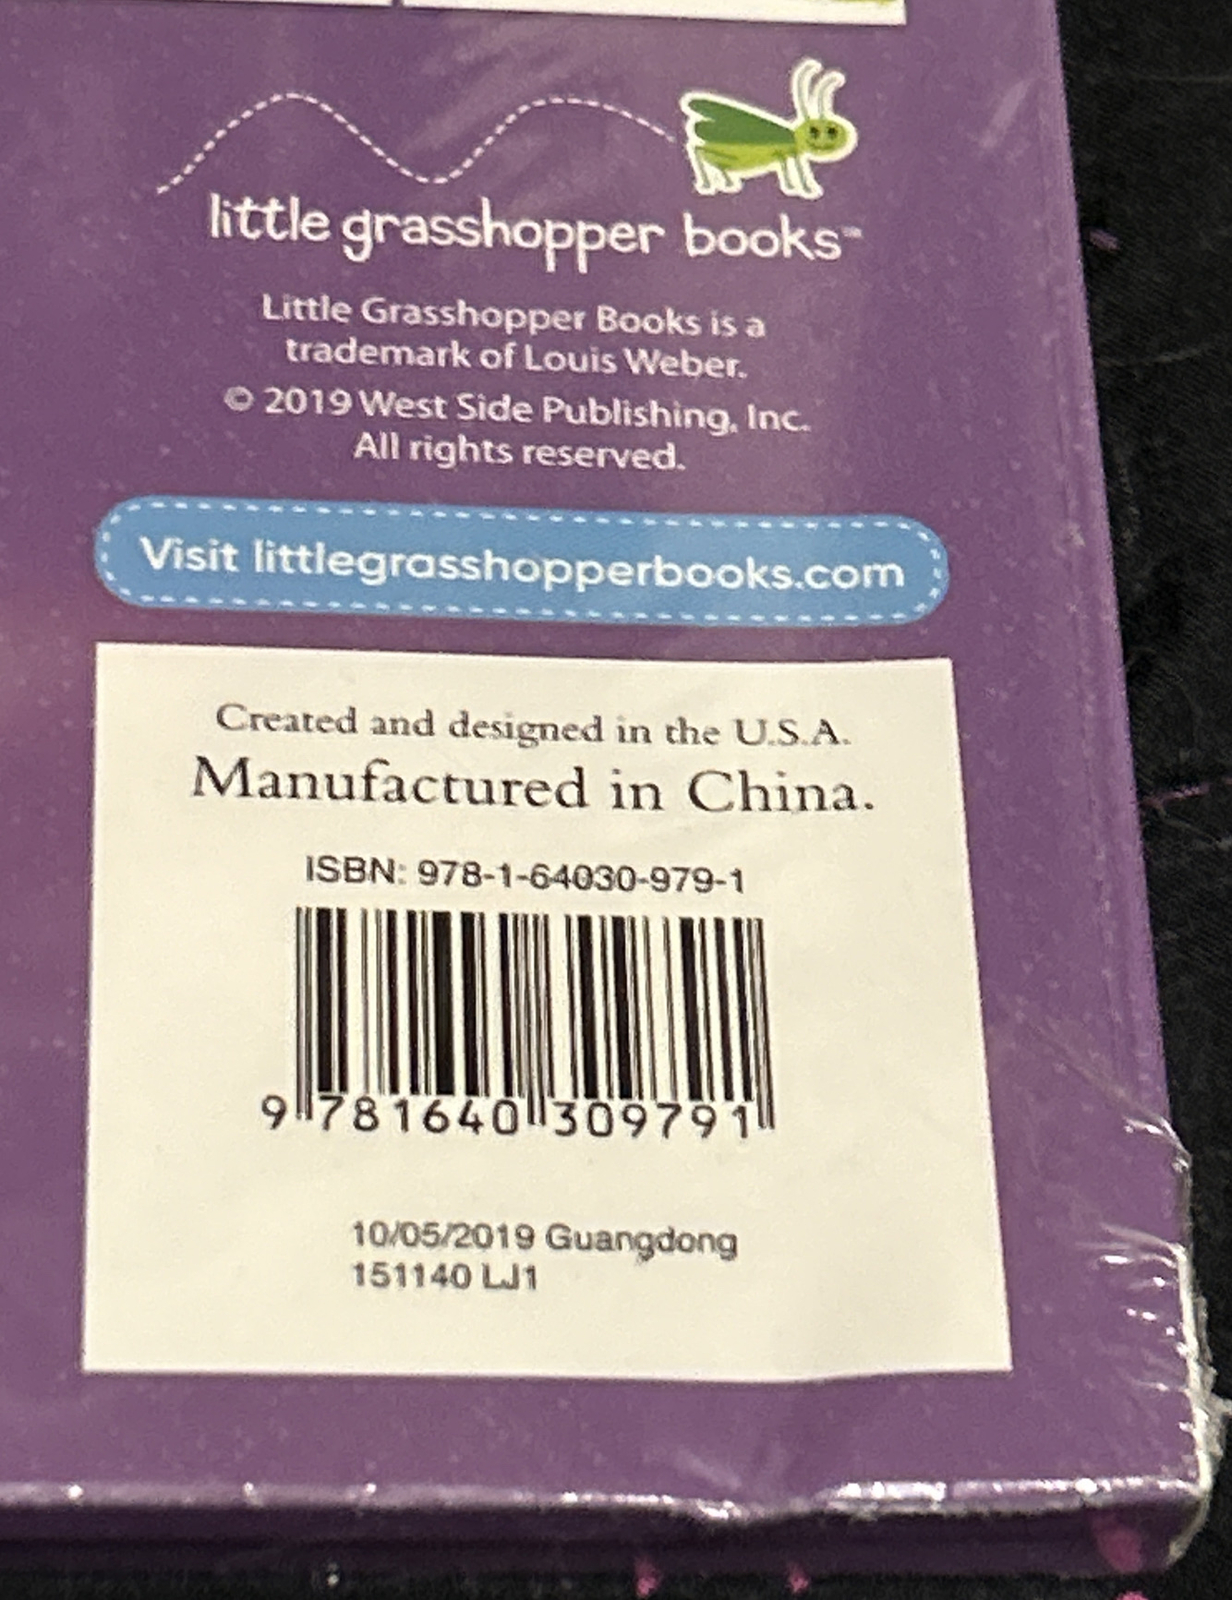 little grasshopper books™
Little Grasshopper Books is a
trademark of Louis Weber.
© 2019 West Side Publishing, Inc.
All rights reserved.
Visit littlegrasshopperbooks.com
Created and designed in the U.S.A.
Manufactured in China.
ISBN: 978-1-64030-979-1
9 781640 309791
10/05/2019 Guangdong
151140 LJ1